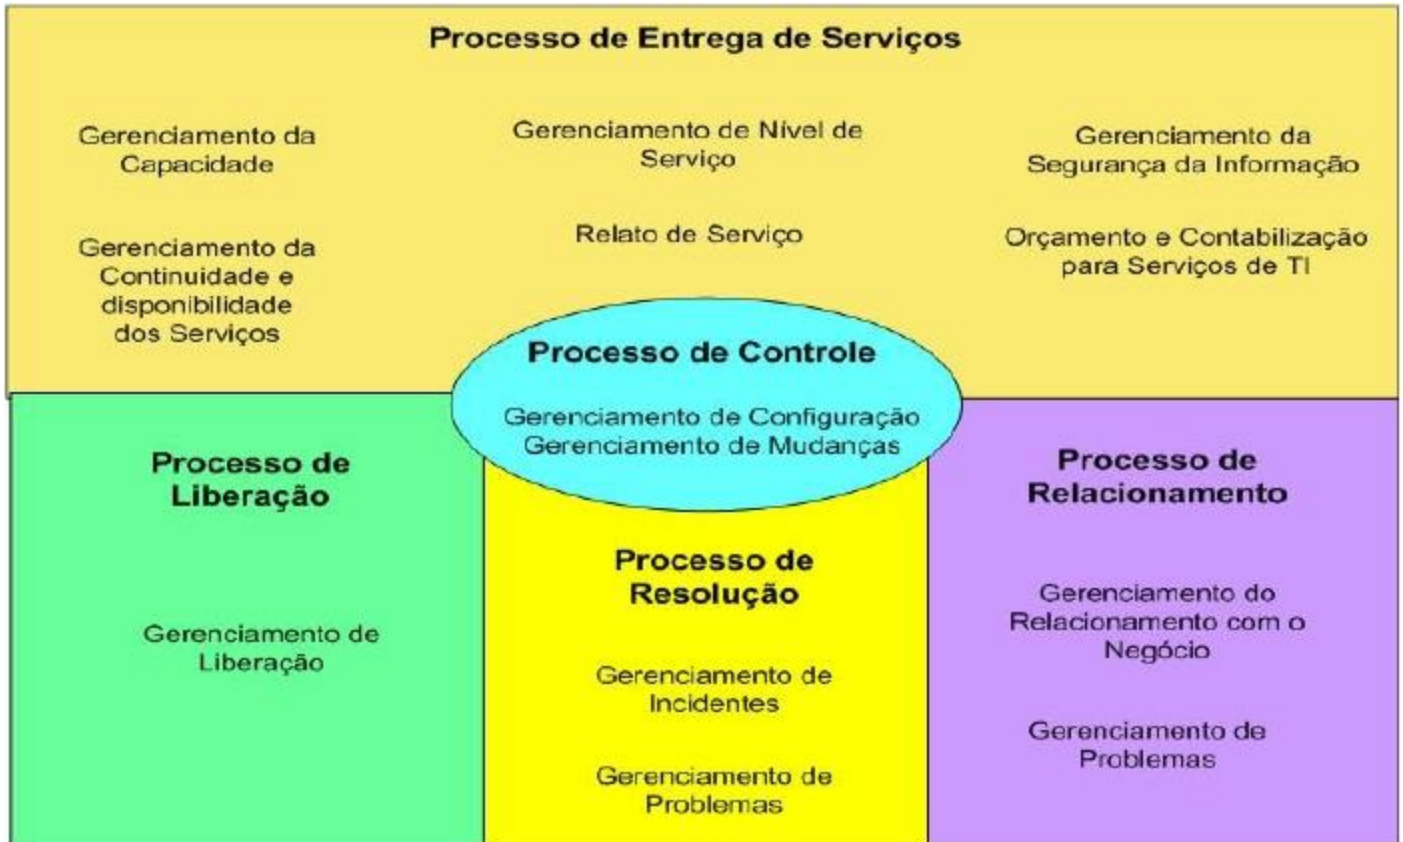 Processo de Entrega de Serviços
Gerenciamento da
Capacidade
Gerenciamento da
Continuidade e
disponibilidade
dos Serviços
Gerenciamento de Nível de
Serviço
Relato de Serviço
Gerenciamento da
Segurança da Informação
Orçamento e Contabilização
para Serviços de TI
Processo de Controle
Gerenciamento de Configuração
Gerenciamento de Mudanças
Processo de
Liberação
Gerenciamento de
Liberação
Processo de
Resolução
Gerenciamento de
Incidentes
Gerenciamento de
Problemas
Processo de
Relacionamento
Gerenciamento do
Relacionamento com o
Negócio
Gerenciamento de
Problemas